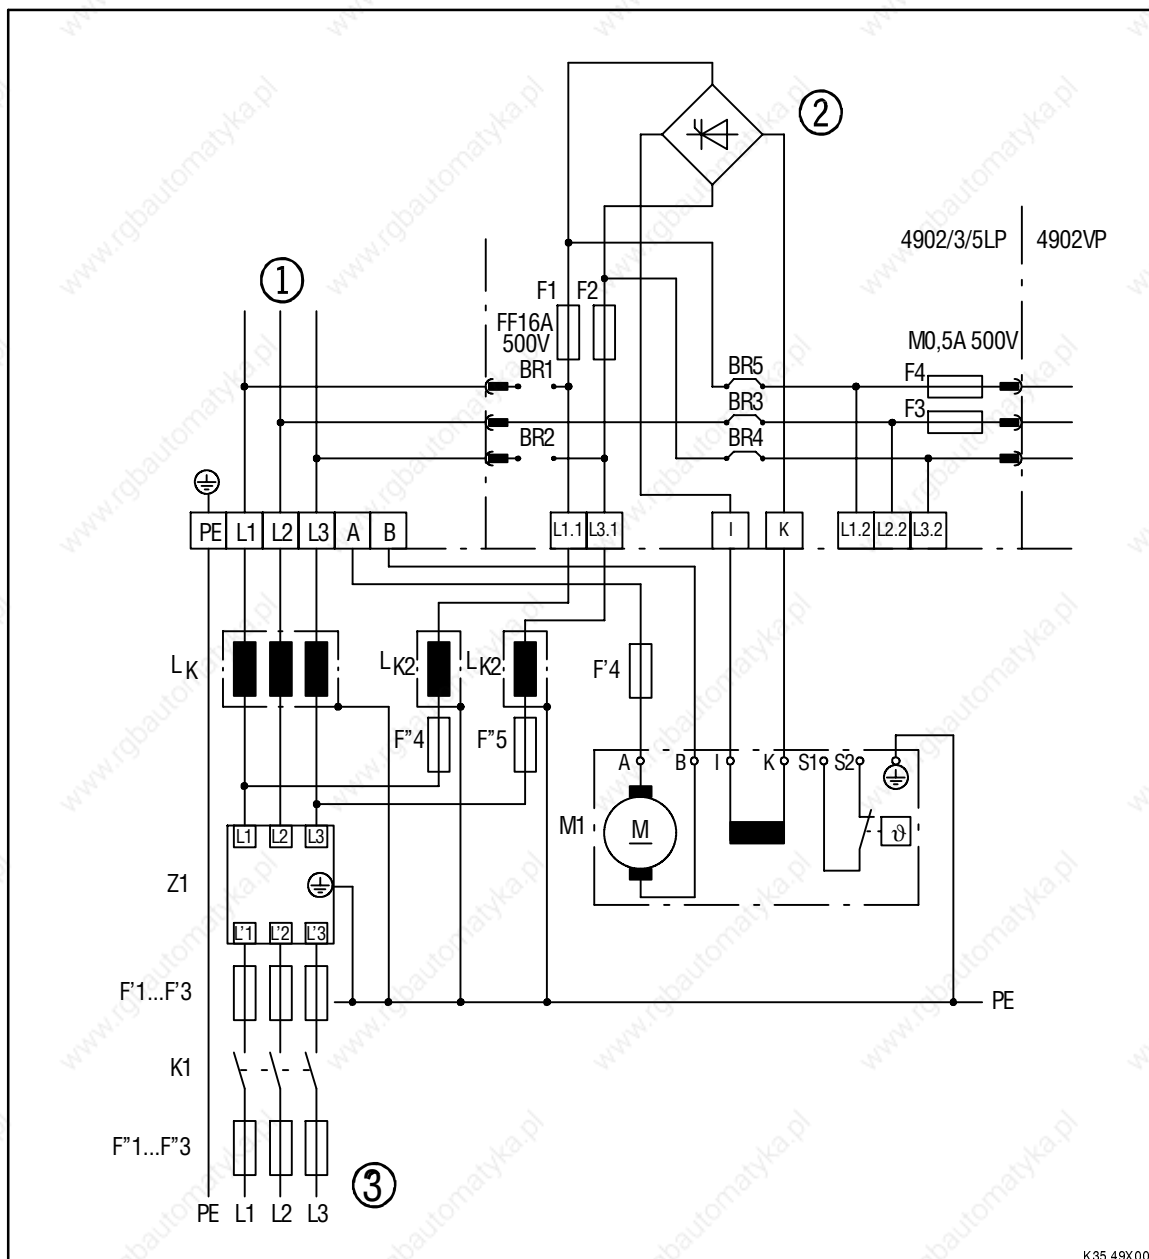 2
4902/3/5LP 4902VP
1
F1 F2
FF16A
500V
M0,5A 500V
BR1 BR5 F4
BR3 F3
BR2 BR4
PE L1 L2 L3 A B L1.1 L3.1 I K L1.2 L2.2 L3.2
LK LK2 LK2 F'4
F"4 F"5
A B I K S1 S2
M1 M ϑ
L1 L2 L3
Z1
L'1 L'2 L'3
F'1...F'3 PE
K1
F"1...F"3
3
PE L1 L2 L3
K35.49X00
www.rgbautomatyka.pl